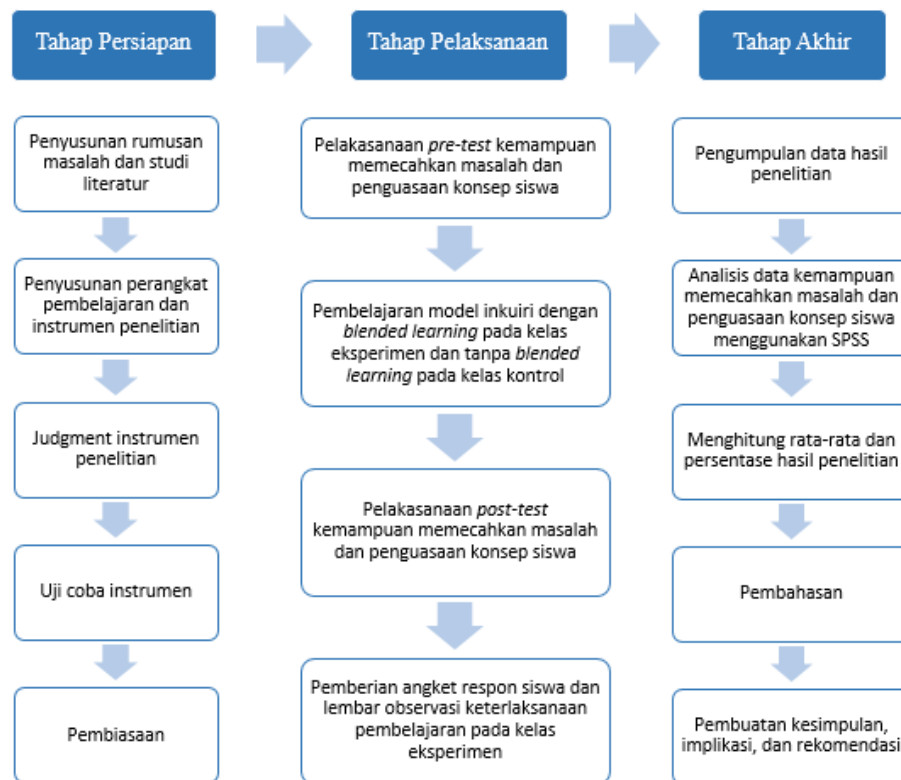 Tahap Persiapan
Tahap Pelaksanaan
Tahap Akhir
Penyusunan rumusan
masalah dan studi
literatur
Penyusunan perangkat
pembelajaran dan
instrumen penelitian
Judgment instrumen
penelitian
Uji coba instrumen
Pembiasaan
Pelakasanaan pre-test kemampuan
memecahkan masalah dan
penguasaan konsep siswa
Pembelajaran model inkuiri dengan
blended learning pada kelas
eksperimen dan tanpa blended
learning pada kelas kontrol
Pelakasanaan post-test
kemampuan memecahkan masalah
dan penguasaan konsep siswa
Pemberian angket respon siswa dan
lembar observasi keterlaksanaan
pembelajaran pada kelas
eksperimen
Pengumpulan data hasil
penelitian
Analisis data kemampuan
memecahkan masalah dan
penguasaan konsep siswa
menggunakan SPSS
Menghitung rata-rata dan
persentase hasil penelitian
Pembahasan
Pembuatan kesimpulan,
implikasi, dan rekomendasi